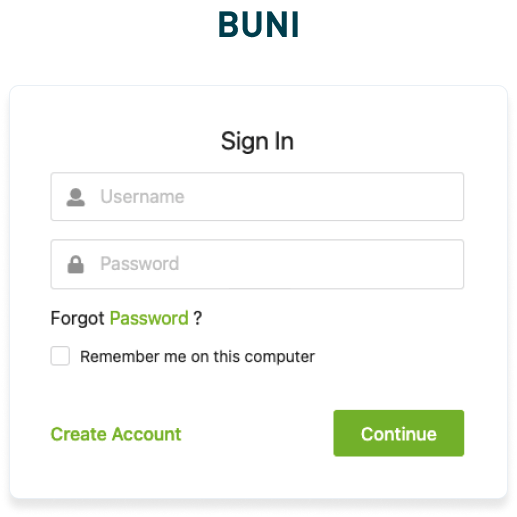 BUNI
Sign In
Username
Password
Forgot Password ?
Remember me on this computer
Create Account
Continue